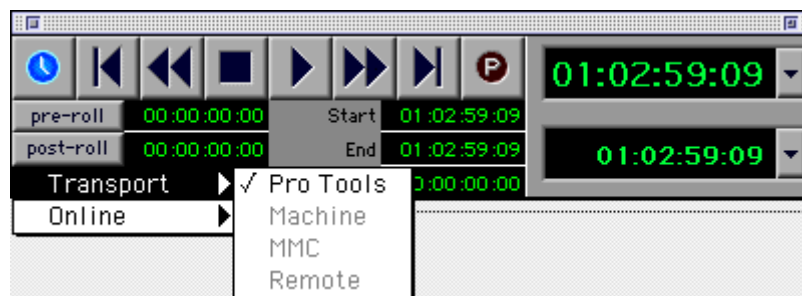 P
01:02:59:09
pre-roll 00:00:00:00 Start 01:02:59:09
post-roll 00:00:00:00 End 01:02:59:09
01:02:59:09
Transport ✓ Pro Tools 0:00:00:00
Online Machine
MMC
Remote